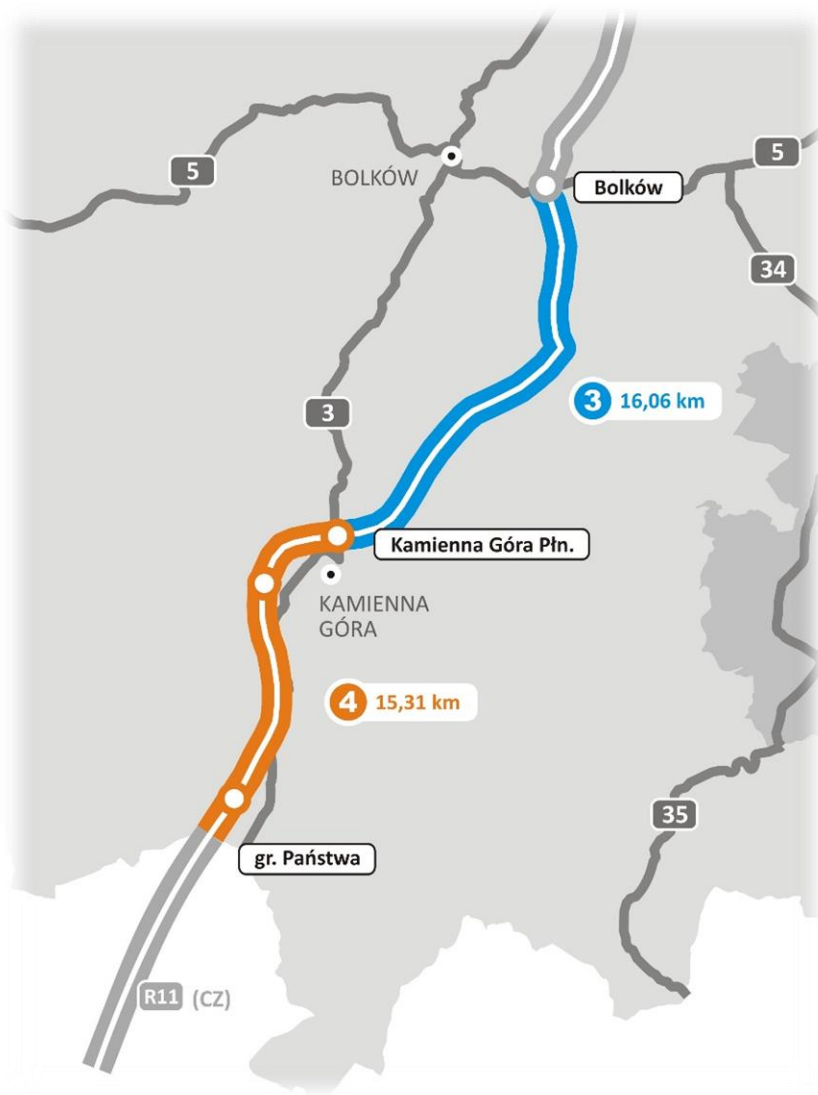 5
5
BOLKÓW
Bolków
34
3
3 16,06 km
Kamienna Góra Płn.
KAMIENNA
GÓRA
4 15,31 km
35
gr. Państwa
R11 (CZ)